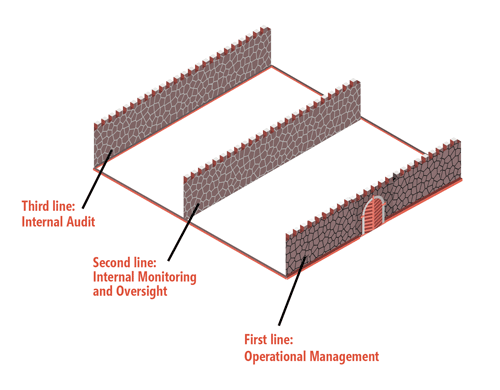 Third line:
Internal Audit
Second line:
Internal Monitoring
and Oversight
First line:
Operational Management